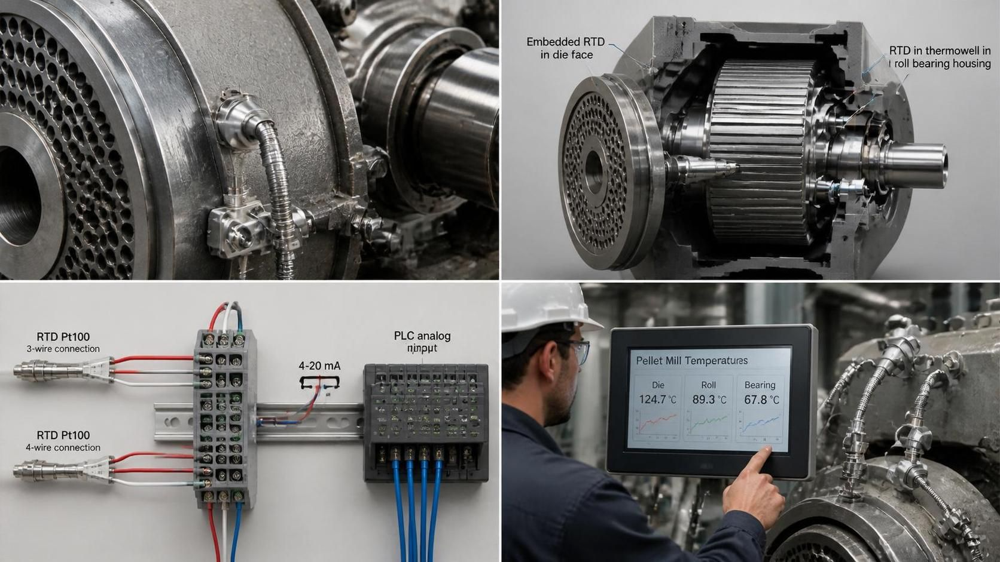 Embedded RTD
in die face
RTD in thermowell in
roll bearing housing
RTD Pt100
3-wire connection
4-20 mA
PLC analog
RTD Pt100
4-wire connection
Pellet Mill Temperatures
Die
124.7 °C
Roll
89.3 °C
Bearing
67.8 °C